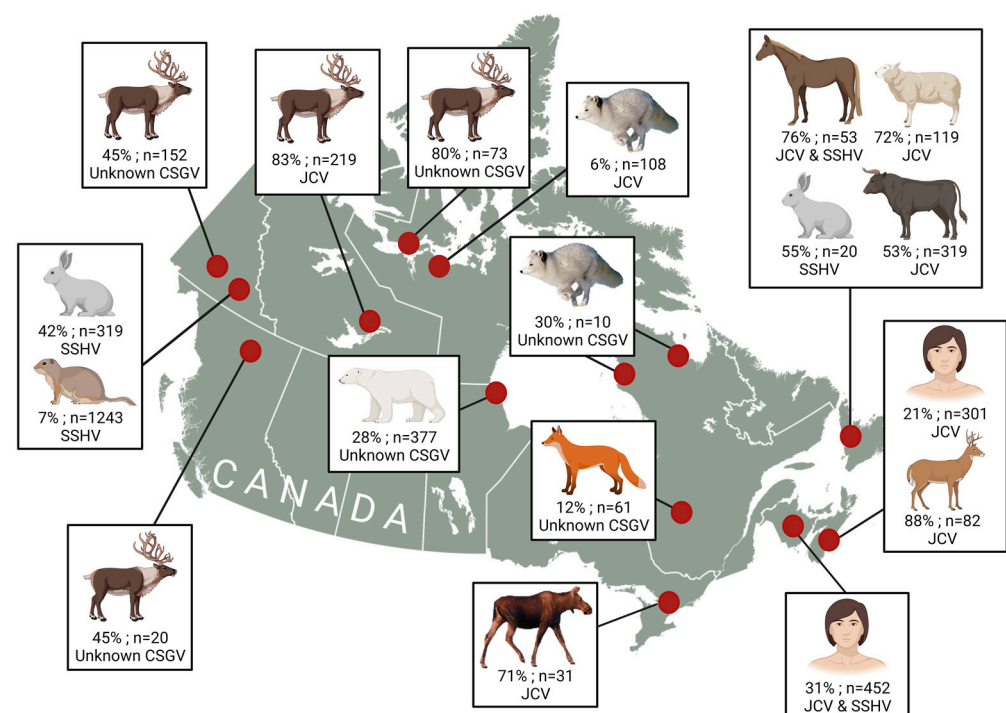 45% ; n=152
Unknown CSGV
83% ; n=219
JCV
80% ; n=73
Unknown CSGV
6% ; n=108
JCV
76% ; n=53
JCV & SSHV
72% ; n=119
JCV
55% ; n=20
SSHV
53% ; n=319
JCV
42% ; n=319
SSHV
7% ; n=1243
SSHV
30% ; n=10
Unknown CSGV
28% ; n=377
Unknown CSGV
21% ; n=301
JCV
88% ; n=82
JCV
12% ; n=61
Unknown CSGV
CANADA
45% ; n=20
Unknown CSGV
71% ; n=31
JCV
31% ; n=452
JCV & SSHV